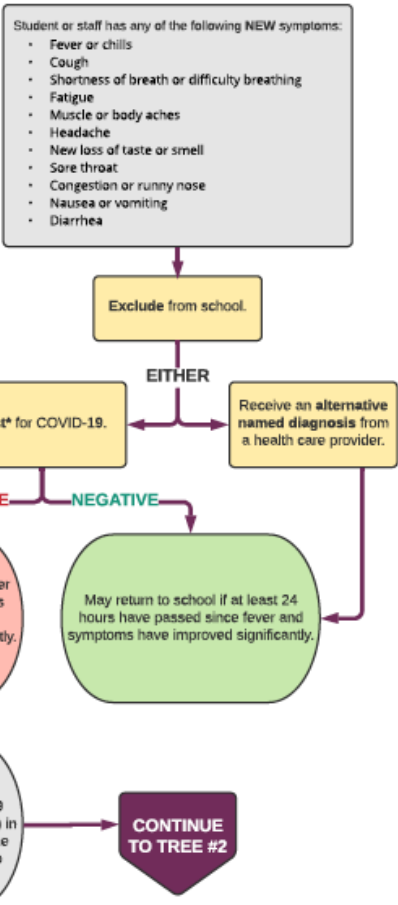 Student or staff has any of the following NEW symptoms:
· Fever or chills
· Cough
· Shortness of breath or difficulty breathing
· Fatigue
· Muscle or body aches
· Headache
· New loss of taste or smell
· Sore throat
· Congestion or runny nose
· Nausea or vomiting
· Diarrhea
Exclude from school.
EITHER
t* for COVID-19.
Receive an alternative
named diagnosis from
a health care provider.
E
NEGATIVE
er
s
tly.
May return to school if at least 24
hours have passed since fever and
symptoms have improved significantly.
in
e
CONTINUE
TO TREE #2